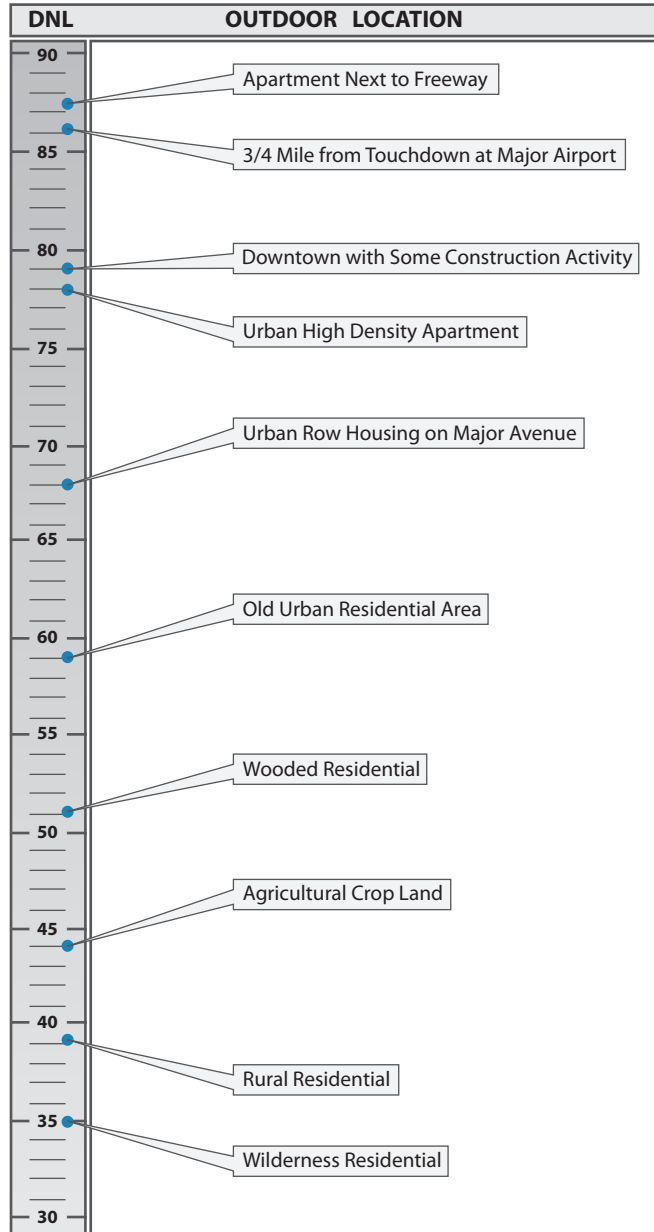 DNL OUTDOOR LOCATION
90
Apartment Next to Freeway
85
3/4 Mile from Touchdown at Major Airport
80
Downtown with Some Construction Activity
Urban High Density Apartment
75
Urban Row Housing on Major Avenue
70
65
Old Urban Residential Area
60
55
Wooded Residential
50
Agricultural Crop Land
45
40
Rural Residential
35
Wilderness Residential
30